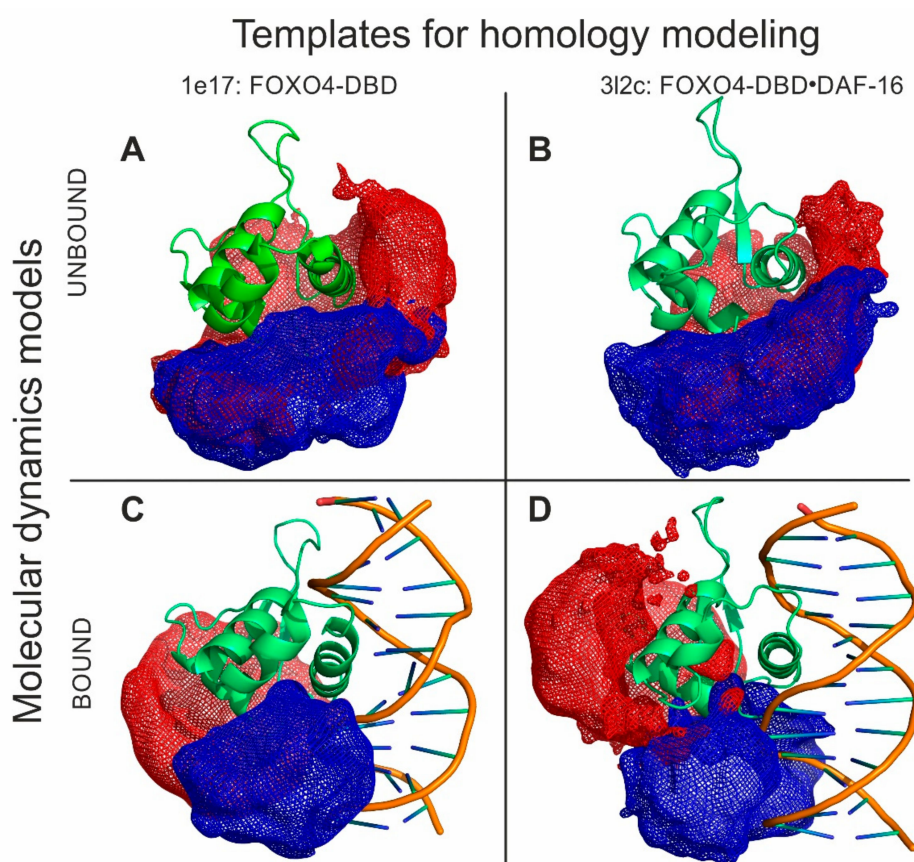 Templates for homology modeling
1e17: FOXO4-DBD
3l2c: FOXO4-DBD•DAF-16
A
B
UNBOUND
Molecular dynamics models
C
D
BOUND